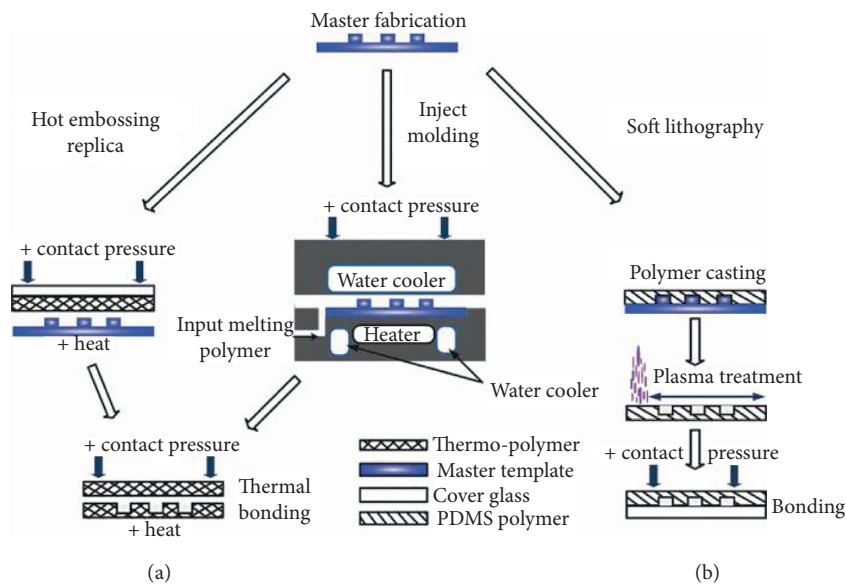 Master fabrication
Hot embossing
replica
Inject
molding
Soft lithography
+ contact pressure
+ contact pressure
Water cooler
Polymer casting
Input melting
polymer
Heater
+ heat
Water cooler
Plasma treatment
+ contact pressure
Thermal
bonding
+ heat
Thermo-polymer
Master template
Cover glass
PDMS polymer
+ contact pressure
Bonding
(a)
(b)